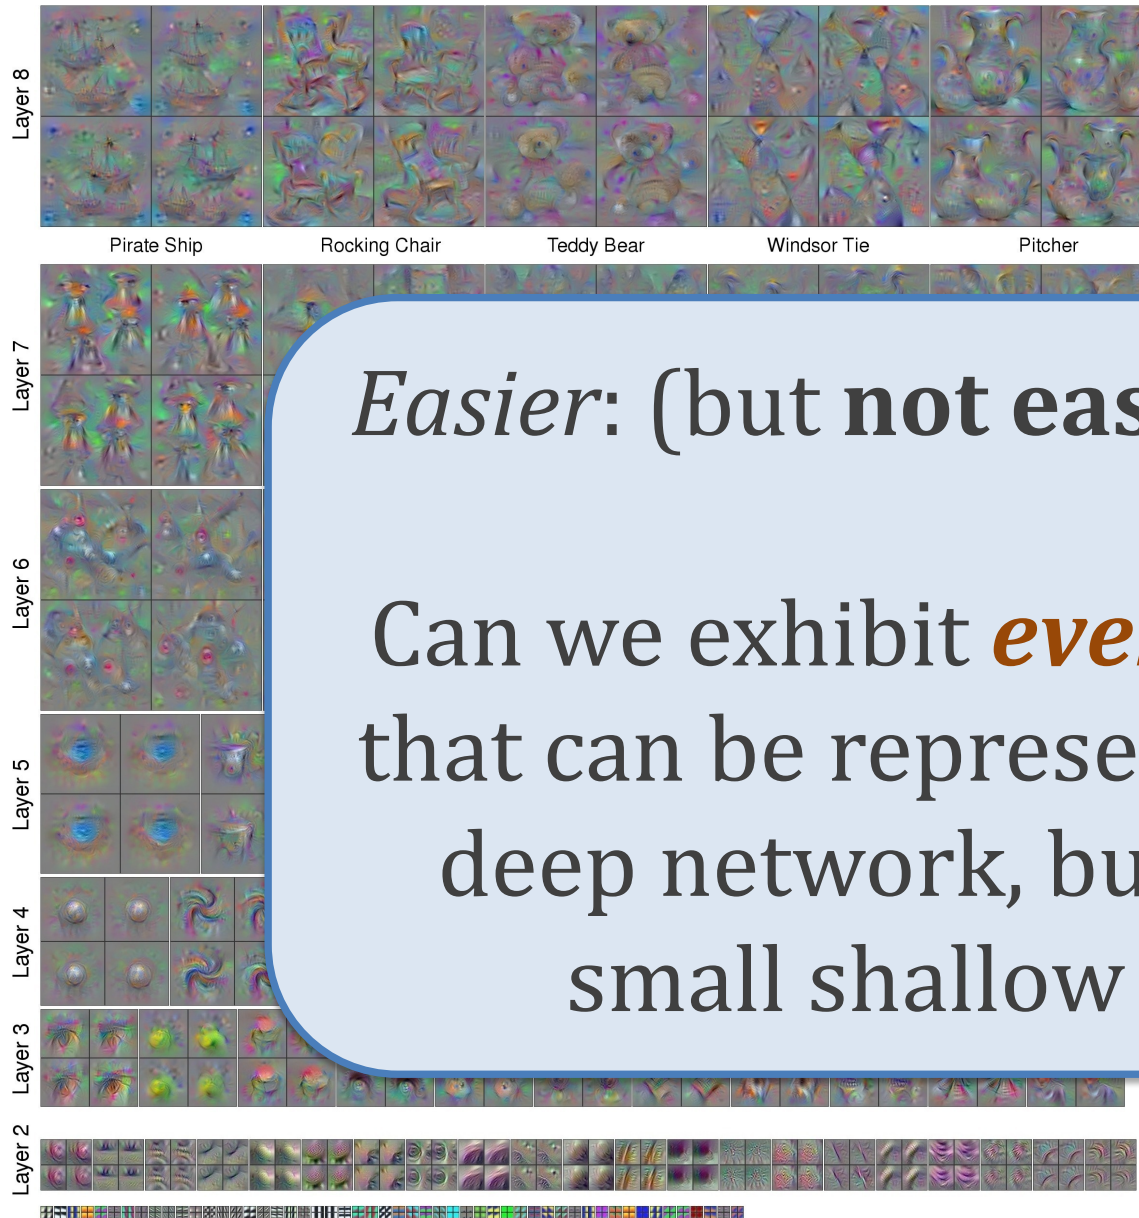 Layer 8
Pirate Ship Rocking Chair Teddy Bear Windsor Tie Pitcher
Layer 7
Easier: (but not eas
Layer 6
Can we exhibit eve
that can be represe
Layer 5
deep network, bu
Layer 4
small shallow
Layer 3
Layer 2